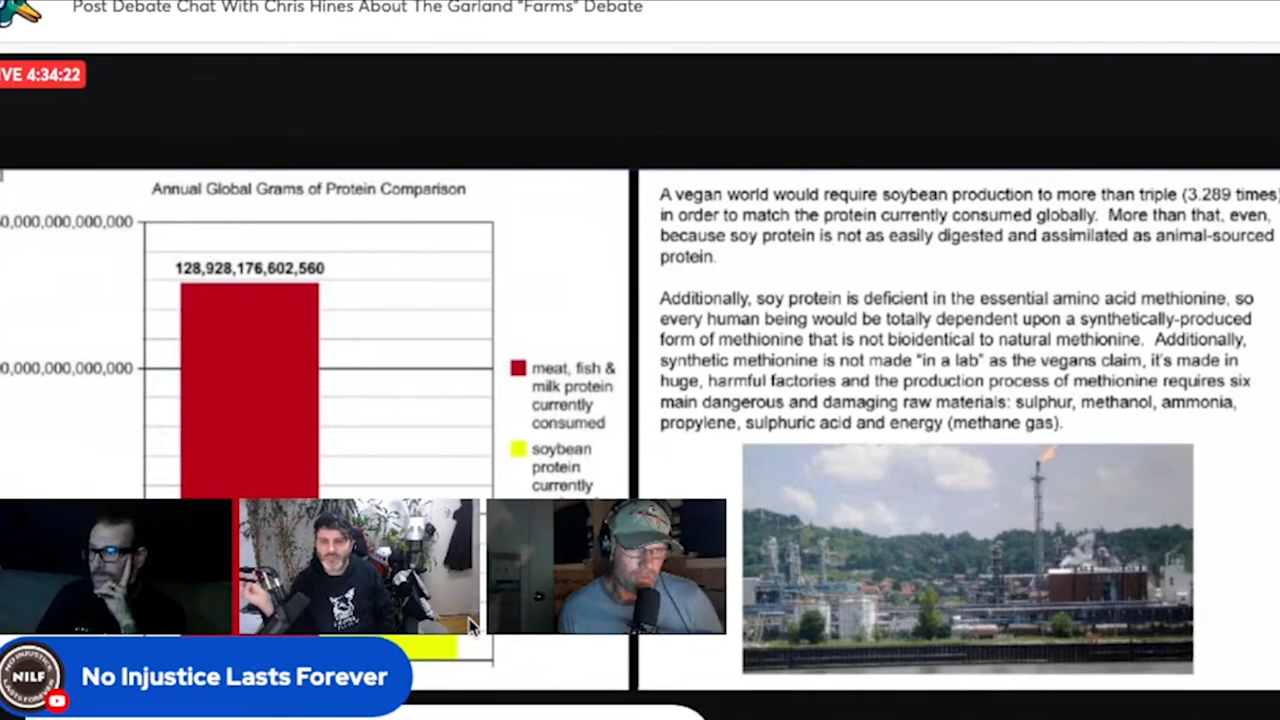 Post Debate Chat With Chris Hines About The Garland "Farms" Debate
IVE 4:34:22
Annual Global Grams of Protein Comparison
0,000,000,000,000
128,928,176,602,560
0,000,000,000,000
meat, fish &
milk protein
currently
consumed
soybean
protein
currently
A vegan world would require soybean production to more than triple (3.289 times)
in order to match the protein currently consumed globally. More than that, even,
because soy protein is not as easily digested and assimilated as animal-sourced
protein.
Additionally, soy protein is deficient in the essential amino acid methionine, so
every human being would be totally dependent upon a synthetically-produced
form of methionine that is not bioidentical to natural methionine. Additionally,
synthetic methionine is not made "in a lab" as the vegans claim, it's made in
huge, harmful factories and the production process of methionine requires six
main dangerous and damaging raw materials: sulphur, methanol, ammonia,
propylene, sulphuric acid and energy (methane gas).
NO INJUSTICE
NILF
LASTS FOREVER
No Injustice Lasts Forever